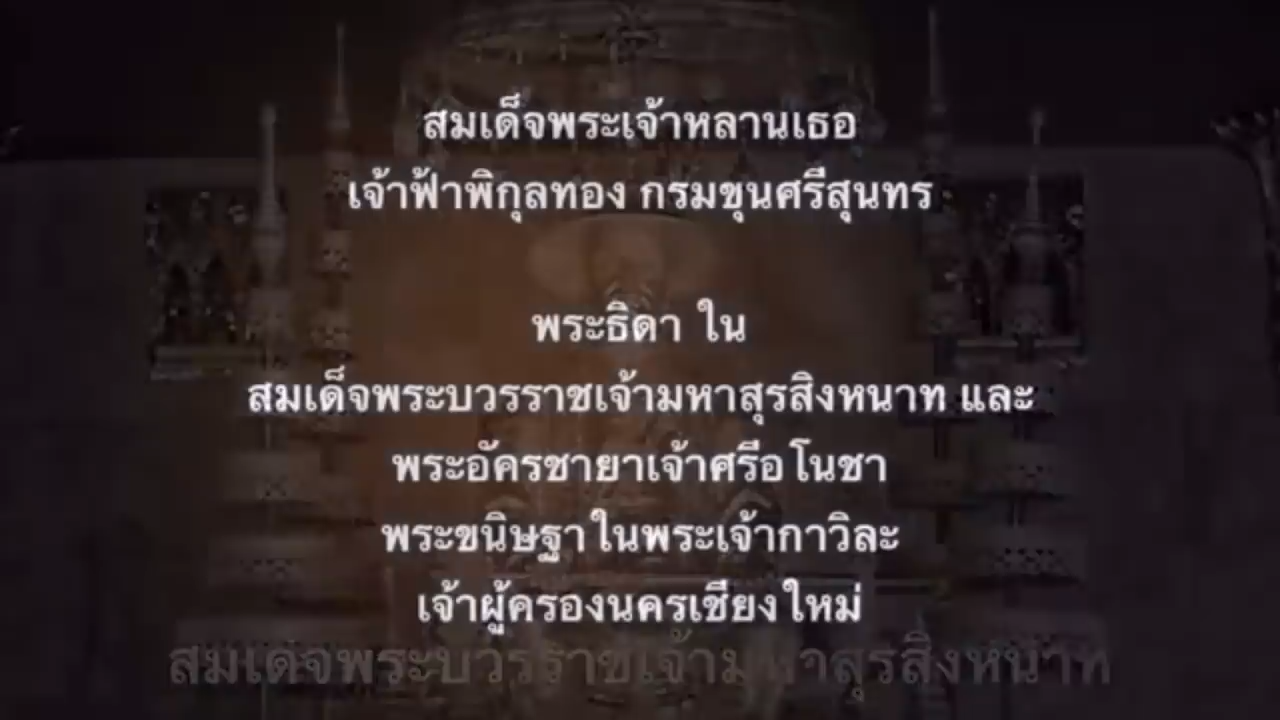 สมเด็จพระเจ้าหลานเธอ
เจ้าฟ้าพิกุลทอง กรมขุนศรีสุนทร
พระธิดา ใน
สมเด็จพระบวรราชเจ้ามหาสุรสิงหนาท และ
พระอัครชายาเจ้าศรีอโนชา
พระขนิษฐาในพระเจ้ากาวิละ
เจ้าผู้ครองนครเชียงใหม่
สมเด็จพระบวรราชเจ้ามหาสุรสิงหนาท